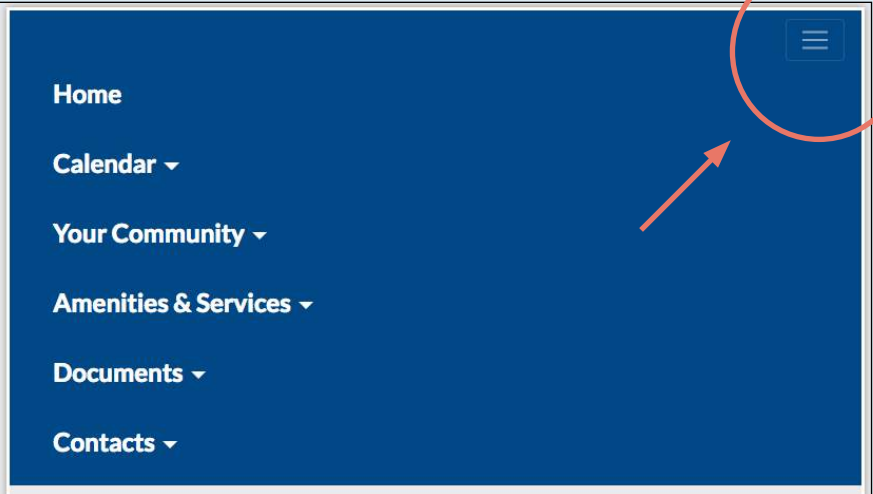 Home
Calendar
Your Community
Amenities & Services
Documents
Contacts